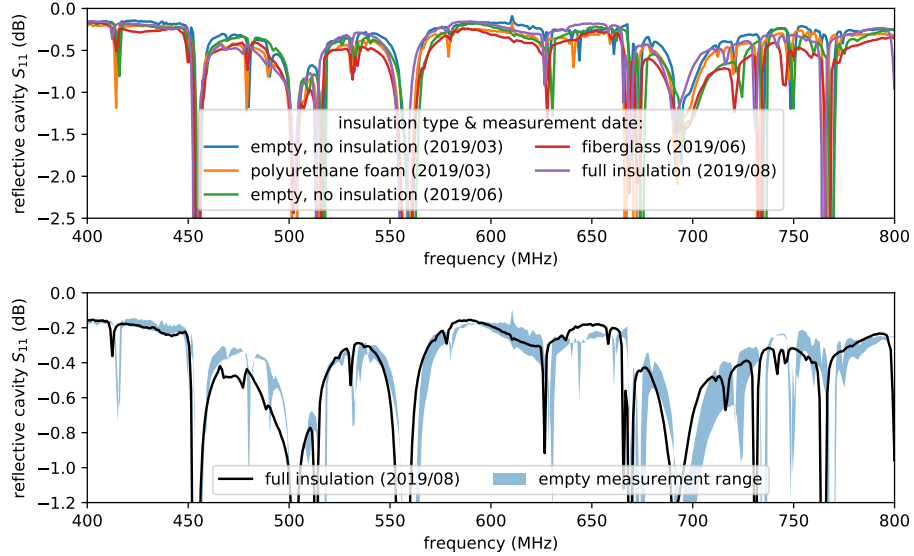 0.0
−0.5
−1.0
−1.5
−2.0
−2.5
reflective cavity S11 (dB)
insulation type & measurement date:
empty, no insulation (2019/03)
polyurethane foam (2019/03)
empty, no insulation (2019/06)
fiberglass (2019/06)
full insulation (2019/08)
400 450 500 550 600 650 700 750 800
frequency (MHz)
0.0
−0.2
−0.4
−0.6
−0.8
−1.0
−1.2
reflective cavity S11 (dB)
full insulation (2019/08) empty measurement range
400 450 500 550 600 650 700 750 800
frequency (MHz)